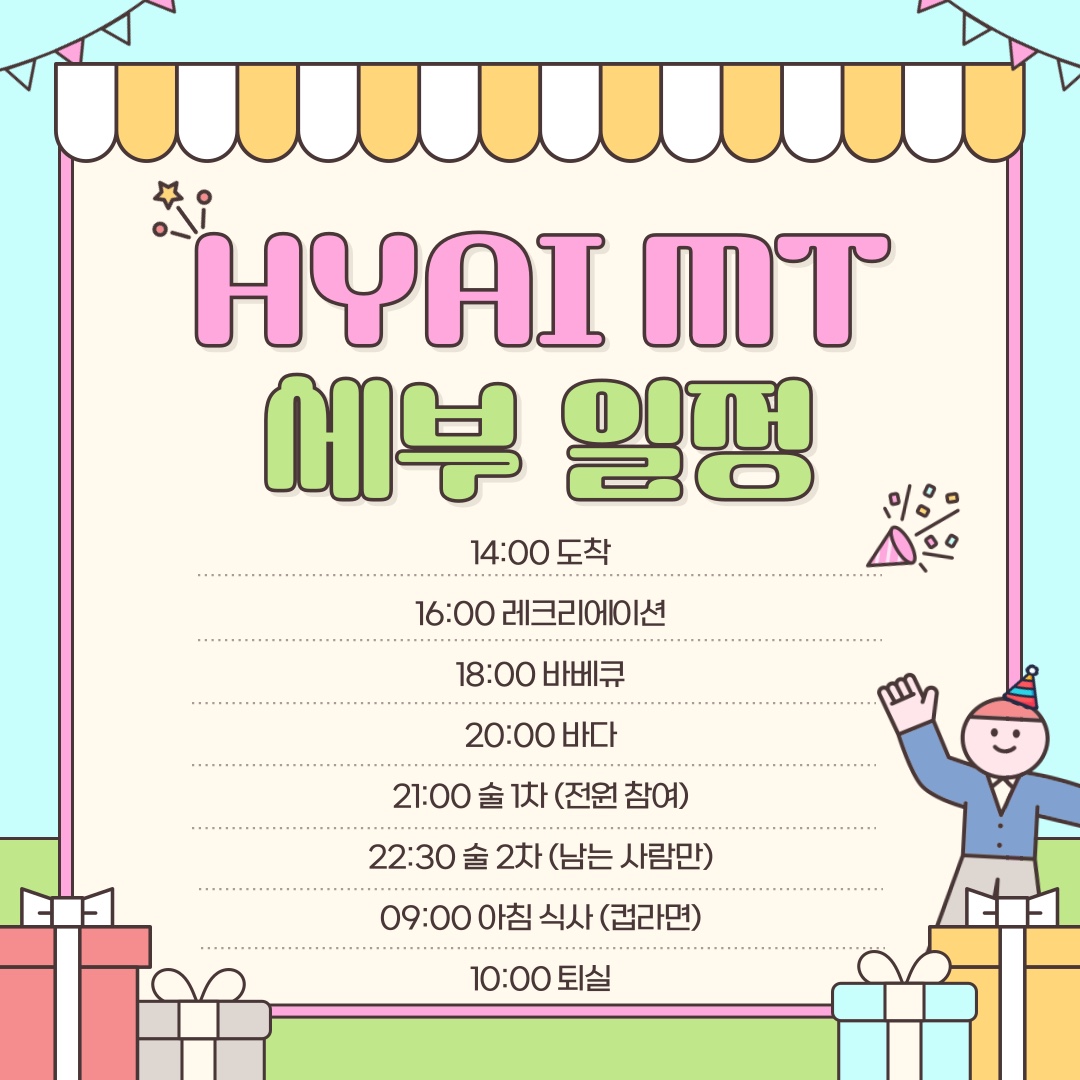 HYAI MT
세부 일정
14:00 도착
16:00 레크리에이션
18:00 바베큐
20:00 바다
21:00 술 1차 (전원 참여)
22:30 술 2차 (남는 사람만)
09:00 아침 식사 (컵라면)
10:00 퇴실